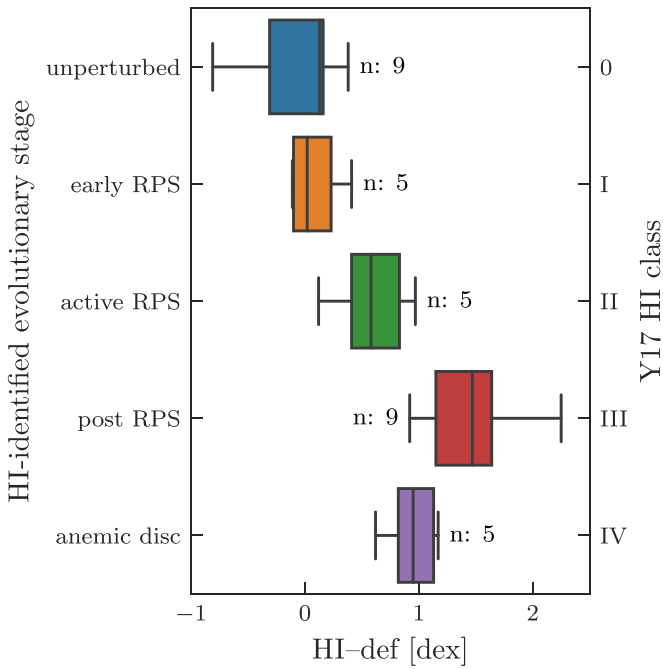 HI-identified evolutionary stage
unperturbed
n: 9
0
early RPS
n: 5
I
active RPS
n: 5
II
post RPS
n: 9
III
anemic disc
n: 5
IV
Y17 HI class
−1
0
1
2
HI–def [dex]